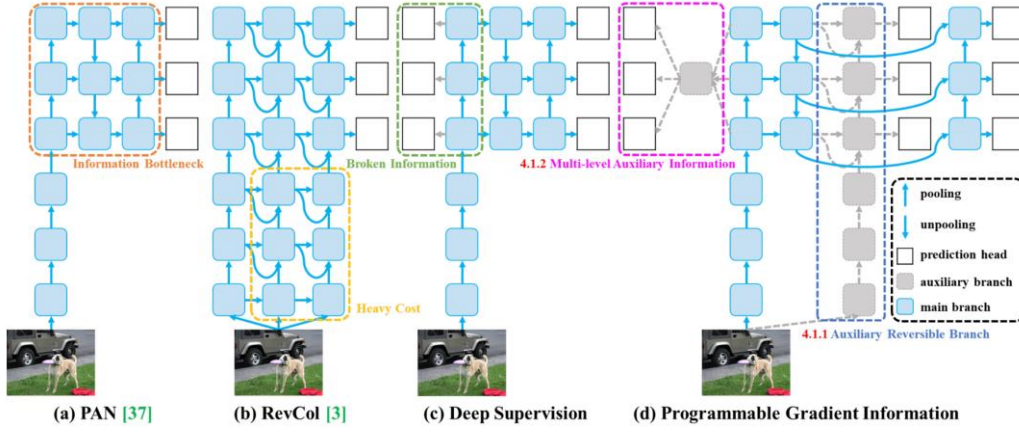 Information Bottleneck
Broken Information
4.1.2 Multi-level Auxiliary Information
Heavy Cost
pooling
unpooling
prediction head
auxiliary branch
main branch
4.1.1 Auxiliary Reversible Branch
(a) PAN [37]
(b) RevCol [3]
(c) Deep Supervision
(d) Programmable Gradient Information